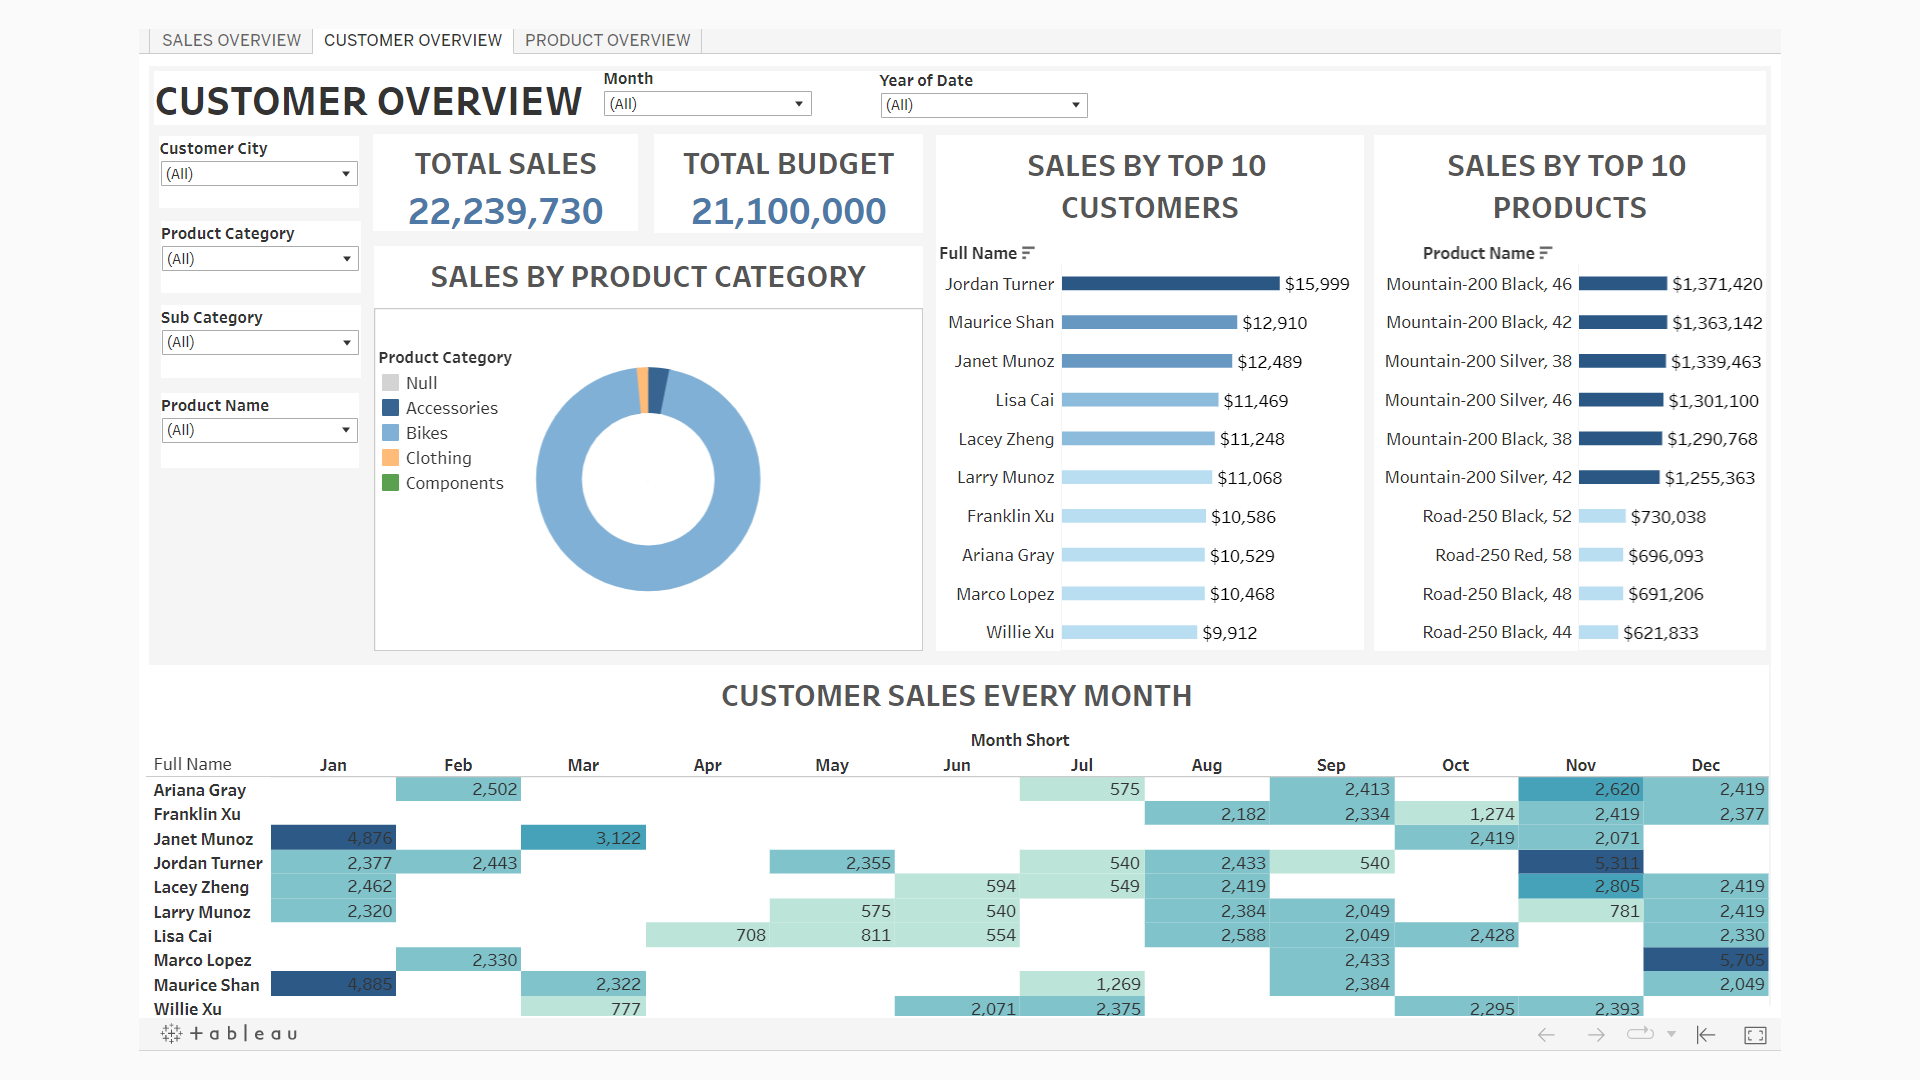 SALES OVERVIEW CUSTOMER OVERVIEW PRODUCT OVERVIEW
CUSTOMER OVERVIEW
Month
(All)
Year of Date
(All)
Customer City
(All)
Product Category
(All)
Sub Category
(All)
Product Name
(All)
TOTAL SALES
22,239,730
TOTAL BUDGET
21,100,000
SALES BY PRODUCT CATEGORY
Product Category
Null
Accessories
Bikes
Clothing
Components
SALES BY TOP 10
CUSTOMERS
Full Name
Jordan Turner $15,999
Maurice Shan $12,910
Janet Munoz $12,489
Lisa Cai $11,469
Lacey Zheng $11,248
Larry Munoz $11,068
Franklin Xu $10,586
Ariana Gray $10,529
Marco Lopez $10,468
Willie Xu $9,912
SALES BY TOP 10
PRODUCTS
Product Name
Mountain-200 Black, 46 $1,371,420
Mountain-200 Black, 42 $1,363,142
Mountain-200 Silver, 38 $1,339,463
Mountain-200 Silver, 46 $1,301,100
Mountain-200 Black, 38 $1,290,768
Mountain-200 Silver, 42 $1,255,363
Road-250 Black, 52 $730,038
Road-250 Red, 58 $696,093
Road-250 Black, 48 $691,206
Road-250 Black, 44 $621,833
CUSTOMER SALES EVERY MONTH
Month Short
Full Name Jan Feb Mar Apr May Jun Jul Aug Sep Oct Nov Dec
Ariana Gray 2,502 575 2,413 2,620 2,419
Franklin Xu 2,182 2,334 1,274 2,419 2,377
Janet Munoz 4,876 3,122 2,419 2,071
Jordan Turner 2,377 2,443 2,355 540 2,433 540 5,311
Lacey Zheng 2,462 594 549 2,419 2,805 2,419
Larry Munoz 2,320 575 540 2,384 2,049 781 2,419
Lisa Cai 708 811 554 2,588 2,049 2,428 2,330
Marco Lopez 2,330 2,433 5,705
Maurice Shan 4,885 2,322 1,269 2,384 2,049
Willie Xu 777 2,071 2,375 2,295 2,393
+ableau